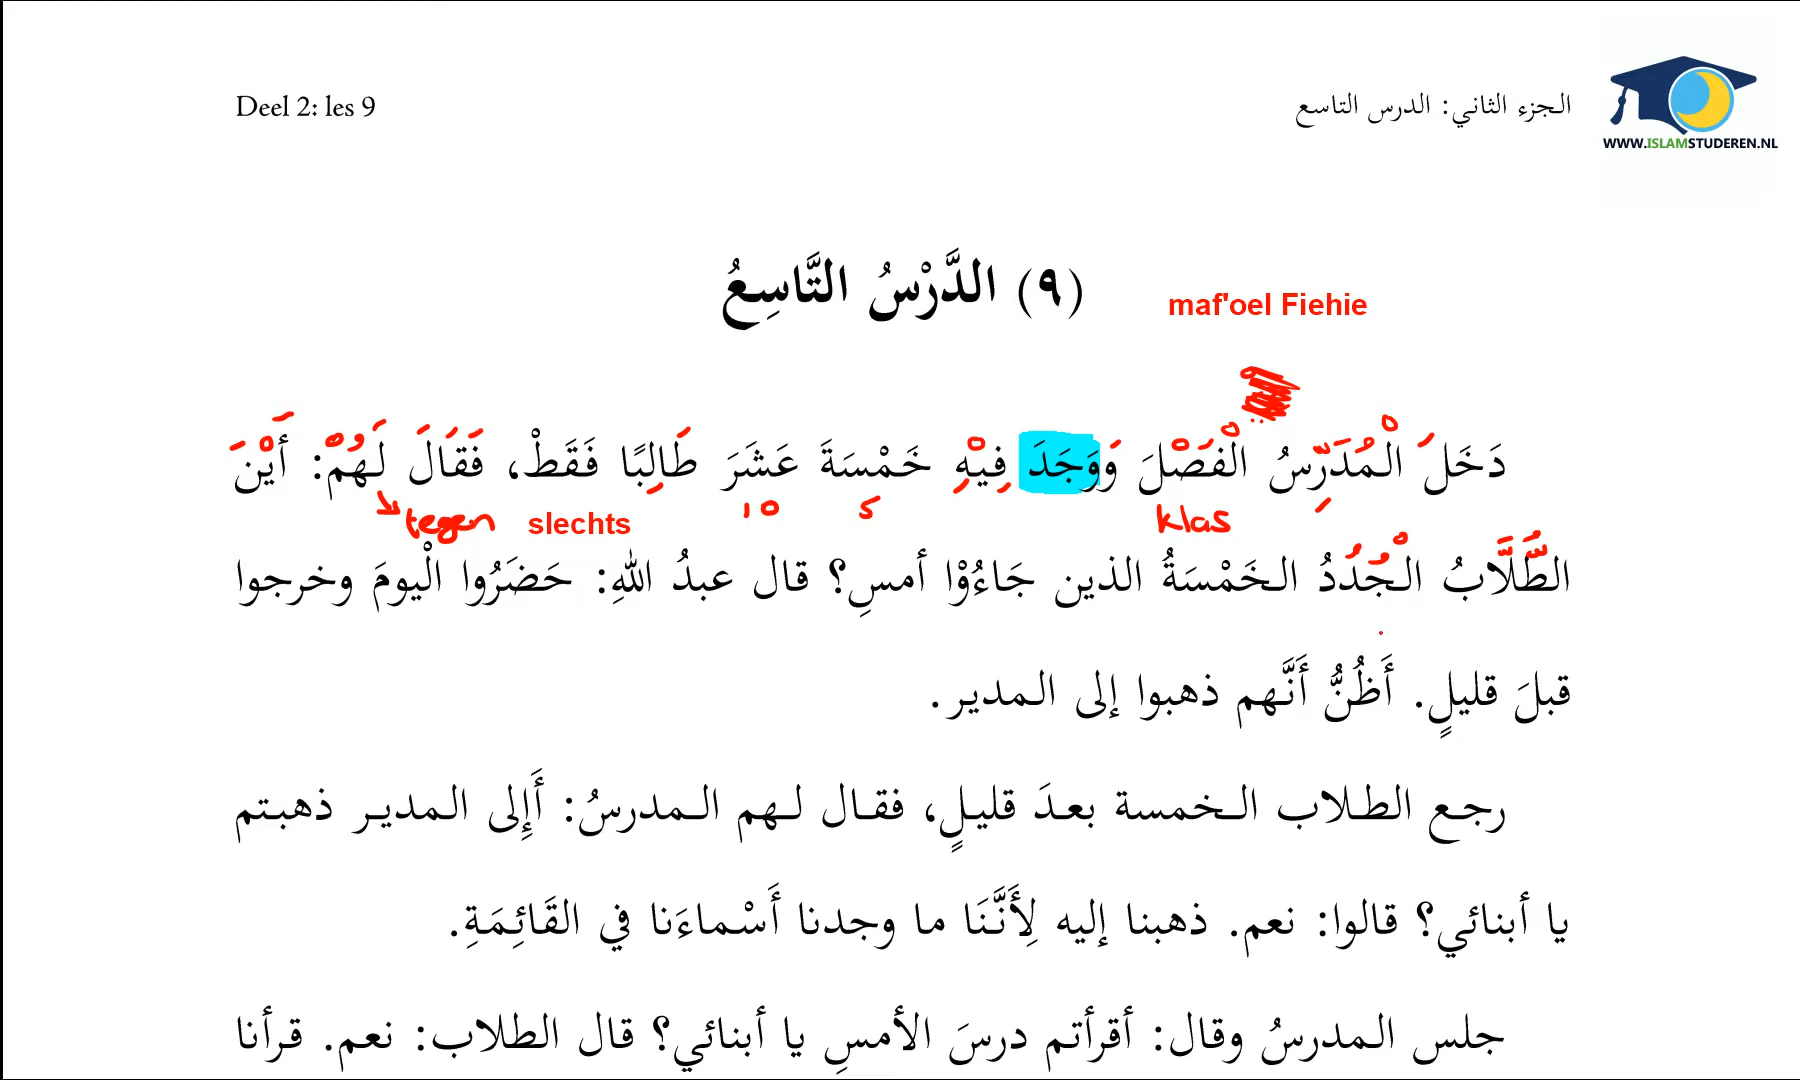 Deel 2: les 9
الجزء الثاني: الدرس التاسع
WWW.ISLAMSTUDEREN.NL
(٩) الدَّرْسُ التَّاسِعُ
maf'oel Fiehie
دَخَلَ الْمُدَرِّسُ الْفَصْلَ وَوَجَدَ فِيْهِ خَمْسَةَ عَشَرَ طَالِبًا فَقَطْ، فَقَالَ لَهُمْ: أَيْنَ
klas
5
10
slechts
tegen
الطُّلَّابُ الْجُدُدُ الخَمْسَةُ الذين جَاءُوْا أمسِ؟ قال عبدُ اللهِ: حَضَرُوا الْيومَ وخرجوا
قبلَ قليلٍ. أَظُنُّ أَنَّهم ذهبوا إلى المدير.
رجع الطلاب الخمسة بعدَ قليلٍ، فقال لهم المدرسُ: أَإِلى المدير ذهبتم
يا أبنائي؟ قالوا: نعم. ذهبنا إليه لِأَنَّنَا ما وجدنا أَسْماءَنا في القَائِمَةِ.
جلس المدرسُ وقال: أقرأتم درسَ الأمسِ يا أبنائي؟ قال الطلاب: نعم. قرأنا